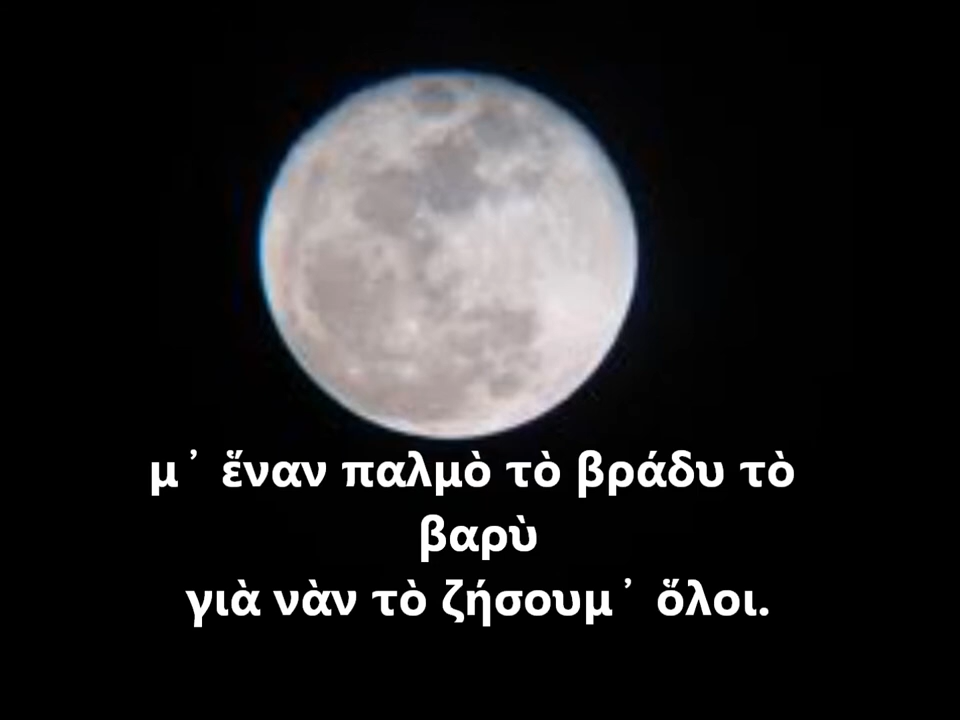 μ᾿ ἕναν παλμὸ τὸ βράδυ τὸ
βαρὺ
γιὰ νὰν τὸ ζήσουμ᾿ ὅλοι.